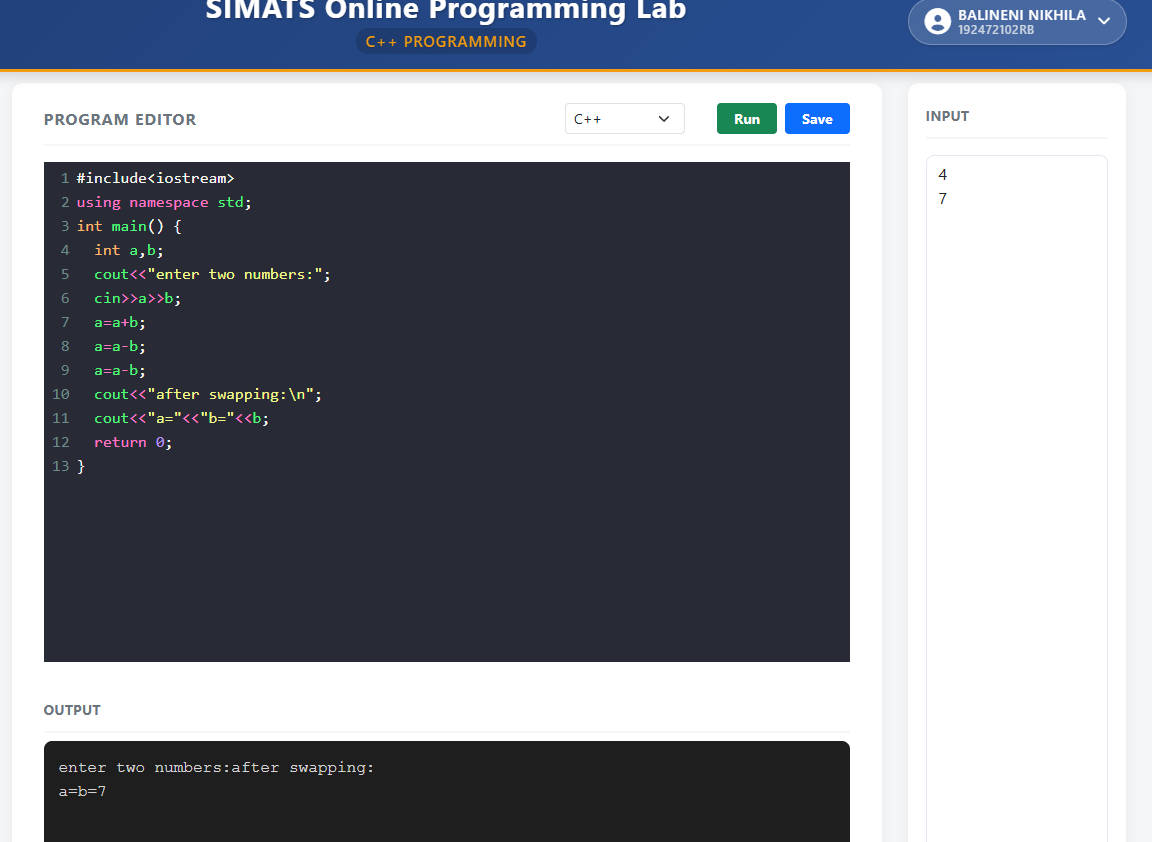 SIMATS Online Programming Lab
C++ PROGRAMMING
BALINENI NIKHILA
192472102RB
PROGRAM EDITOR
C++
Run
Save
1 #include<iostream>
2 using namespace std;
3 int main() {
4   int a,b;
5   cout<<"enter two numbers:";
6   cin>>a>>b;
7   a=a+b;
8   a=a-b;
9   a=a-b;
10   cout<<"after swapping:\n";
11   cout<<"a="<<"b="<<b;
12   return 0;
13 }
OUTPUT
enter two numbers:after swapping:
a=b=7
INPUT
4
7